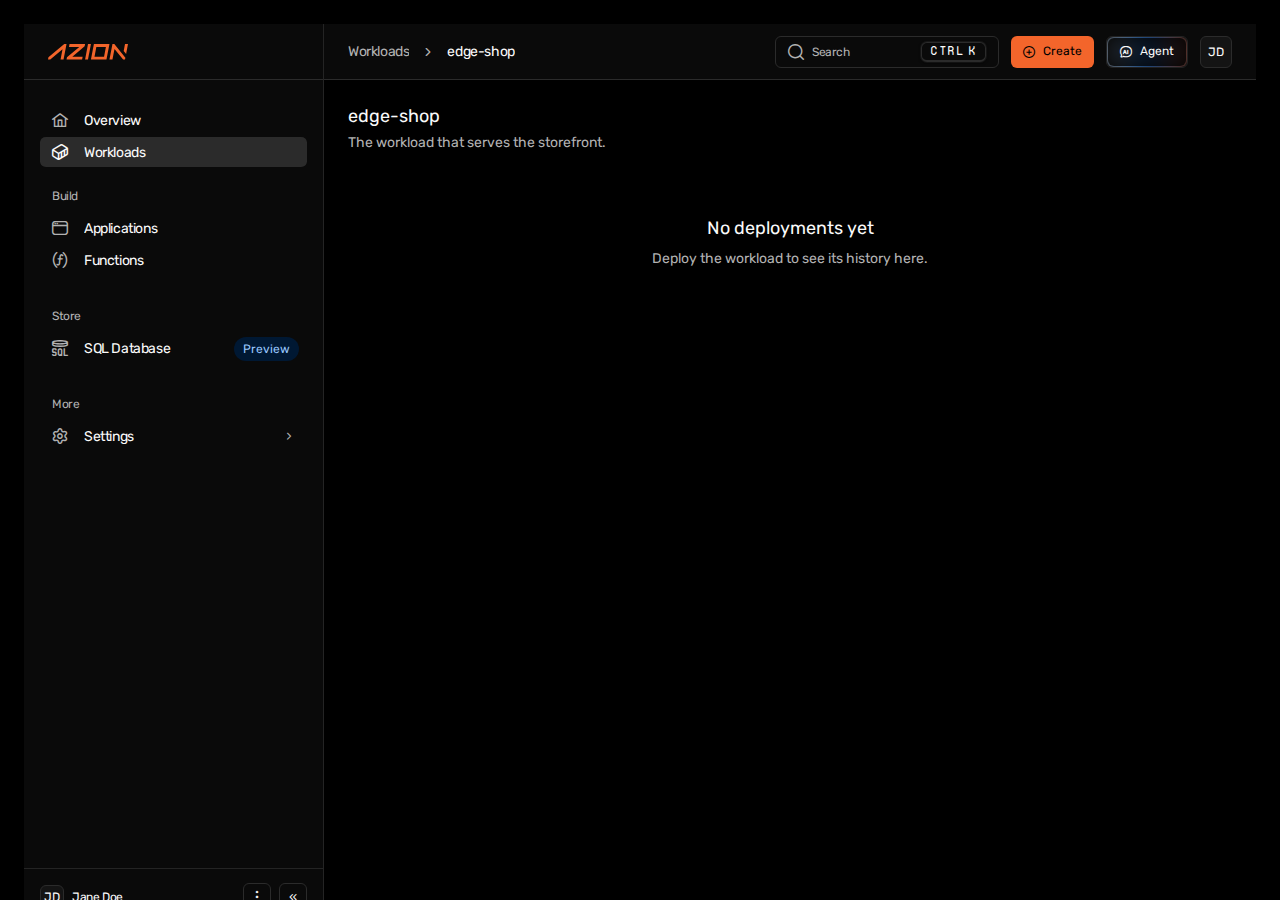 AZION
Workloads > edge-shop
Search
CTRL K
Create
Agent
JD
Overview
Workloads
Build
Applications
Functions
Store
SQL Database
Preview
More
Settings
edge-shop
The workload that serves the storefront.
No deployments yet
Deploy the workload to see its history here.
JD
Jane Doe